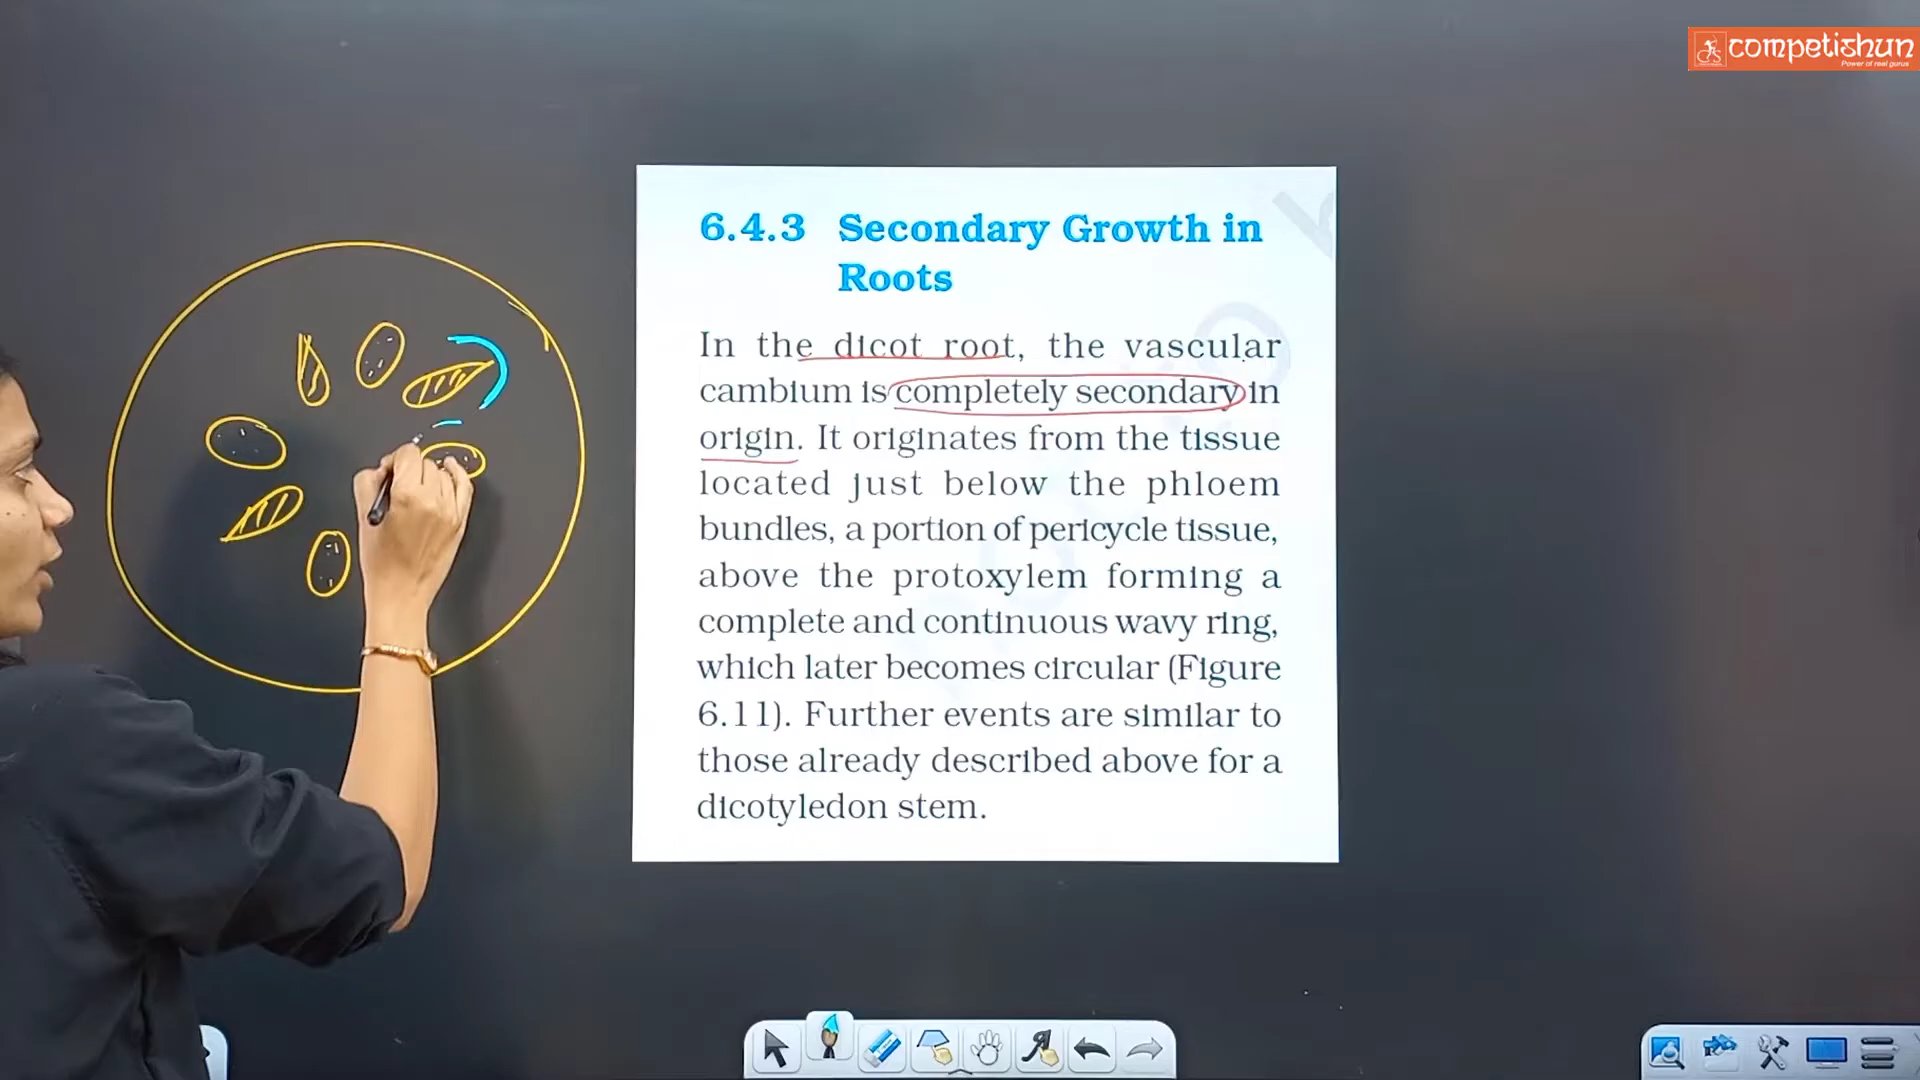 competishun
Power of real gurus
6.4.3 Secondary Growth in
Roots
In the dicot root, the vascular
cambium is completely secondary in
origin. It originates from the tissue
located just below the phloem
bundles, a portion of pericycle tissue,
above the protoxylem forming a
complete and continuous wavy ring,
which later becomes circular (Figure
6.11). Further events are similar to
those already described above for a
dicotyledon stem.